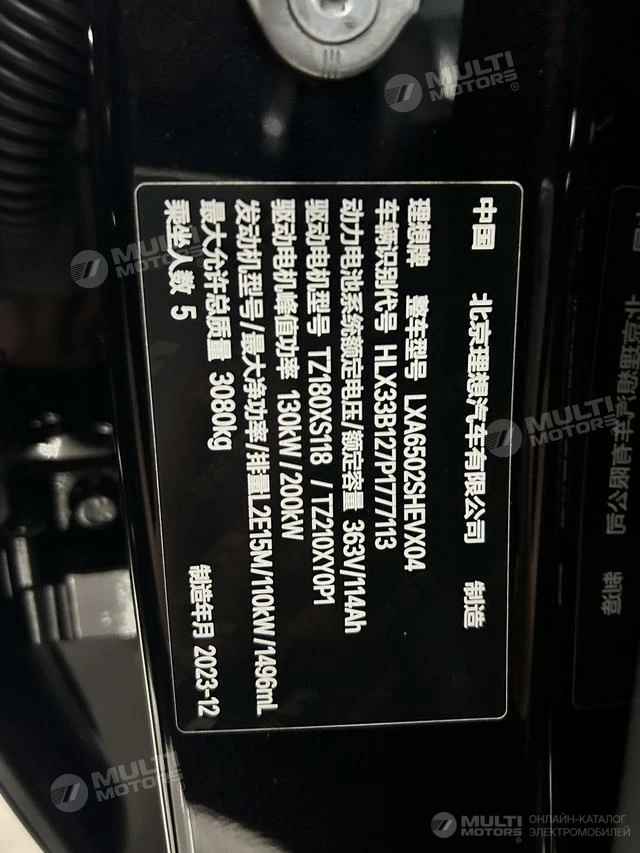 中国 北京理想汽车有限公司 制造
理想牌 整车型号 LXA6502SHEVX04
车辆识别代号 HLX33B127P1777113
动力电池系统额定电压/额定容量 363V/114Ah
驱动电机型号 TZ180XS118 / TZ210XY0P1
驱动电机峰值功率 130kW/200kW
发动机型号/最大净功率/排量L2E15M/110kW/1496mL
最大允许总质量 3080kg
乘坐人数 5 制造年月 2023-12
MULTI MOTORS®
MULTI MOTORS®
MULTI MOTORS®
MULTI MOTORS
MULTI MOTORS® ОНЛАЙН-КАТАЛОГ ЭЛЕКТРОМОБИЛЕЙ